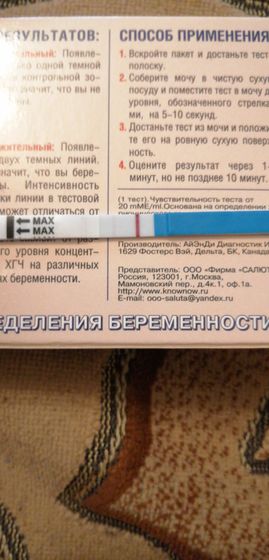 РЕЗУЛЬТАТОВ:
Появле-
одной темной
контрольной зо-
значит, что вы не
Появле-
двух темных линий.
значит, что вы бере-
Интенсивность
линии в тестовой
может отличаться от
уровня концент-
ХГЧ на различных
беременности.
СПОСОБ ПРИМЕНЕНИЯ
1. Вскройте пакет и достаньте тест
полоску.
2. Соберите мочу в чистую сухую
посуду и поместите тест в мочу до
уровня, обозначенного стрелка-
ми, на 5–10 секунд.
3. Достаньте тест из мочи и положи-
те его на ровную сухую поверх-
ность.
4. Оцените результат через 1-
минут, но не позднее 10 минут.
(1 тест). Чувствительность теста от
20 mME/ml. Основана на определении
MAX
MAX
Производитель: АйЭнДи Диагностик И
1629 Фостерс Вэй, Дельта, БК, Канада
Представитель: ООО «Фирма «САЛЮТ
Россия, 123001, г.Москва,
Мамоновский пер., д.4к.1, оф.1а.
http://www.knownow.ru
E-mail: ooo-saluta@yandex.ru
ОПРЕДЕЛЕНИЯ БЕРЕМЕННОСТИ